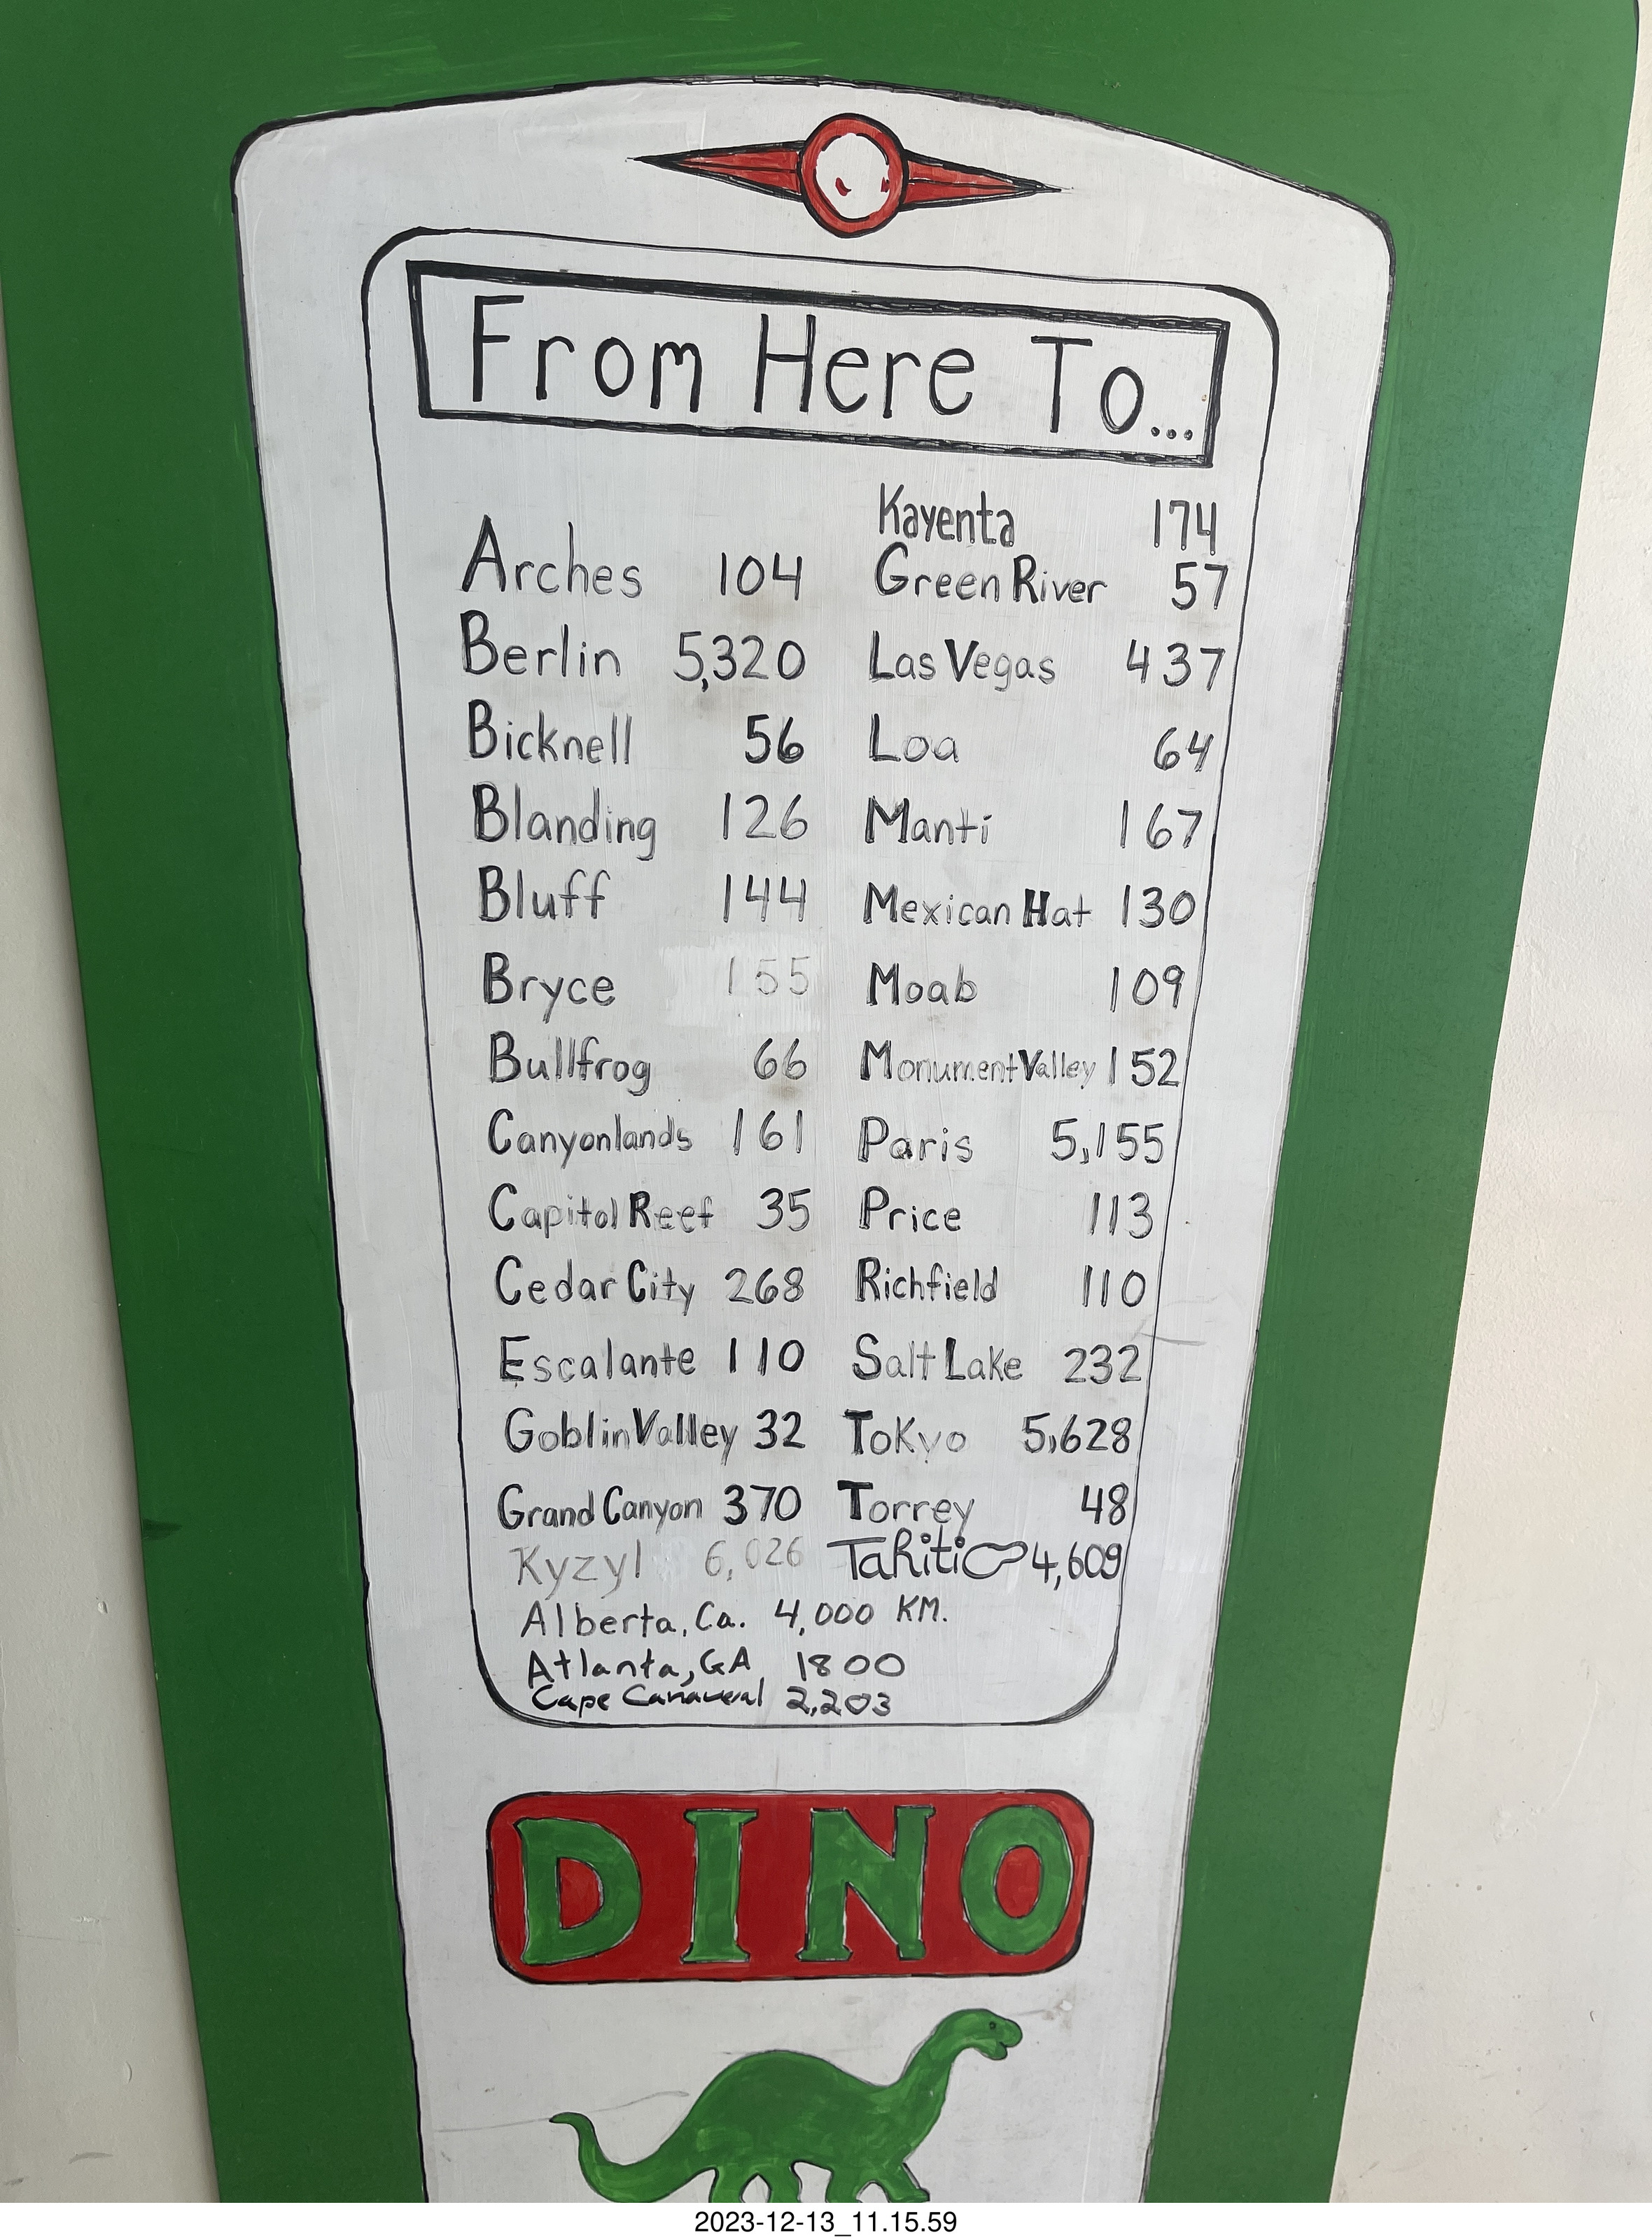 From Here To...
Arches 104
Berlin 5,320
Bicknell 56
Blanding 126
Bluff 144
Bryce 155
Bullfrog 66
Canyonlands 161
Capitol Reef 35
Cedar City 268
Escalante 110
Goblin Valley 32
Grand Canyon 370
Kyzyl 6,026
Kayenta 174
Green River 57
Las Vegas 437
Loa 64
Manti 167
Mexican Hat 130
Moab 109
Monument Valley 152
Paris 5,155
Price 113
Richfield 110
Salt Lake 232
Tokyo 5,628
Torrey 48
Tahiti 4,609
Alberta, Ca. 4,000 KM.
Atlanta, GA 1800
Cape Canaveral 2,203
DINO
2023-12-13_11.15.59